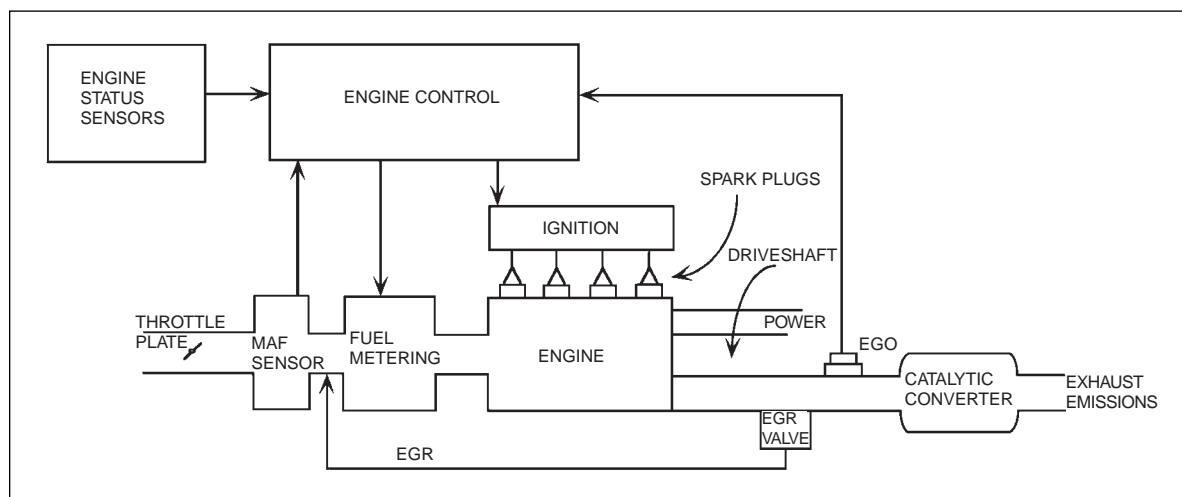 ENGINE
STATUS
SENSORS
ENGINE CONTROL
SPARK PLUGS
IGNITION
DRIVESHAFT
THROTTLE
PLATE
MAF
SENSOR
FUEL
METERING
ENGINE
POWER
EGO
CATALYTIC
CONVERTER
EXHAUST
EMISSIONS
EGR
VALVE
EGR